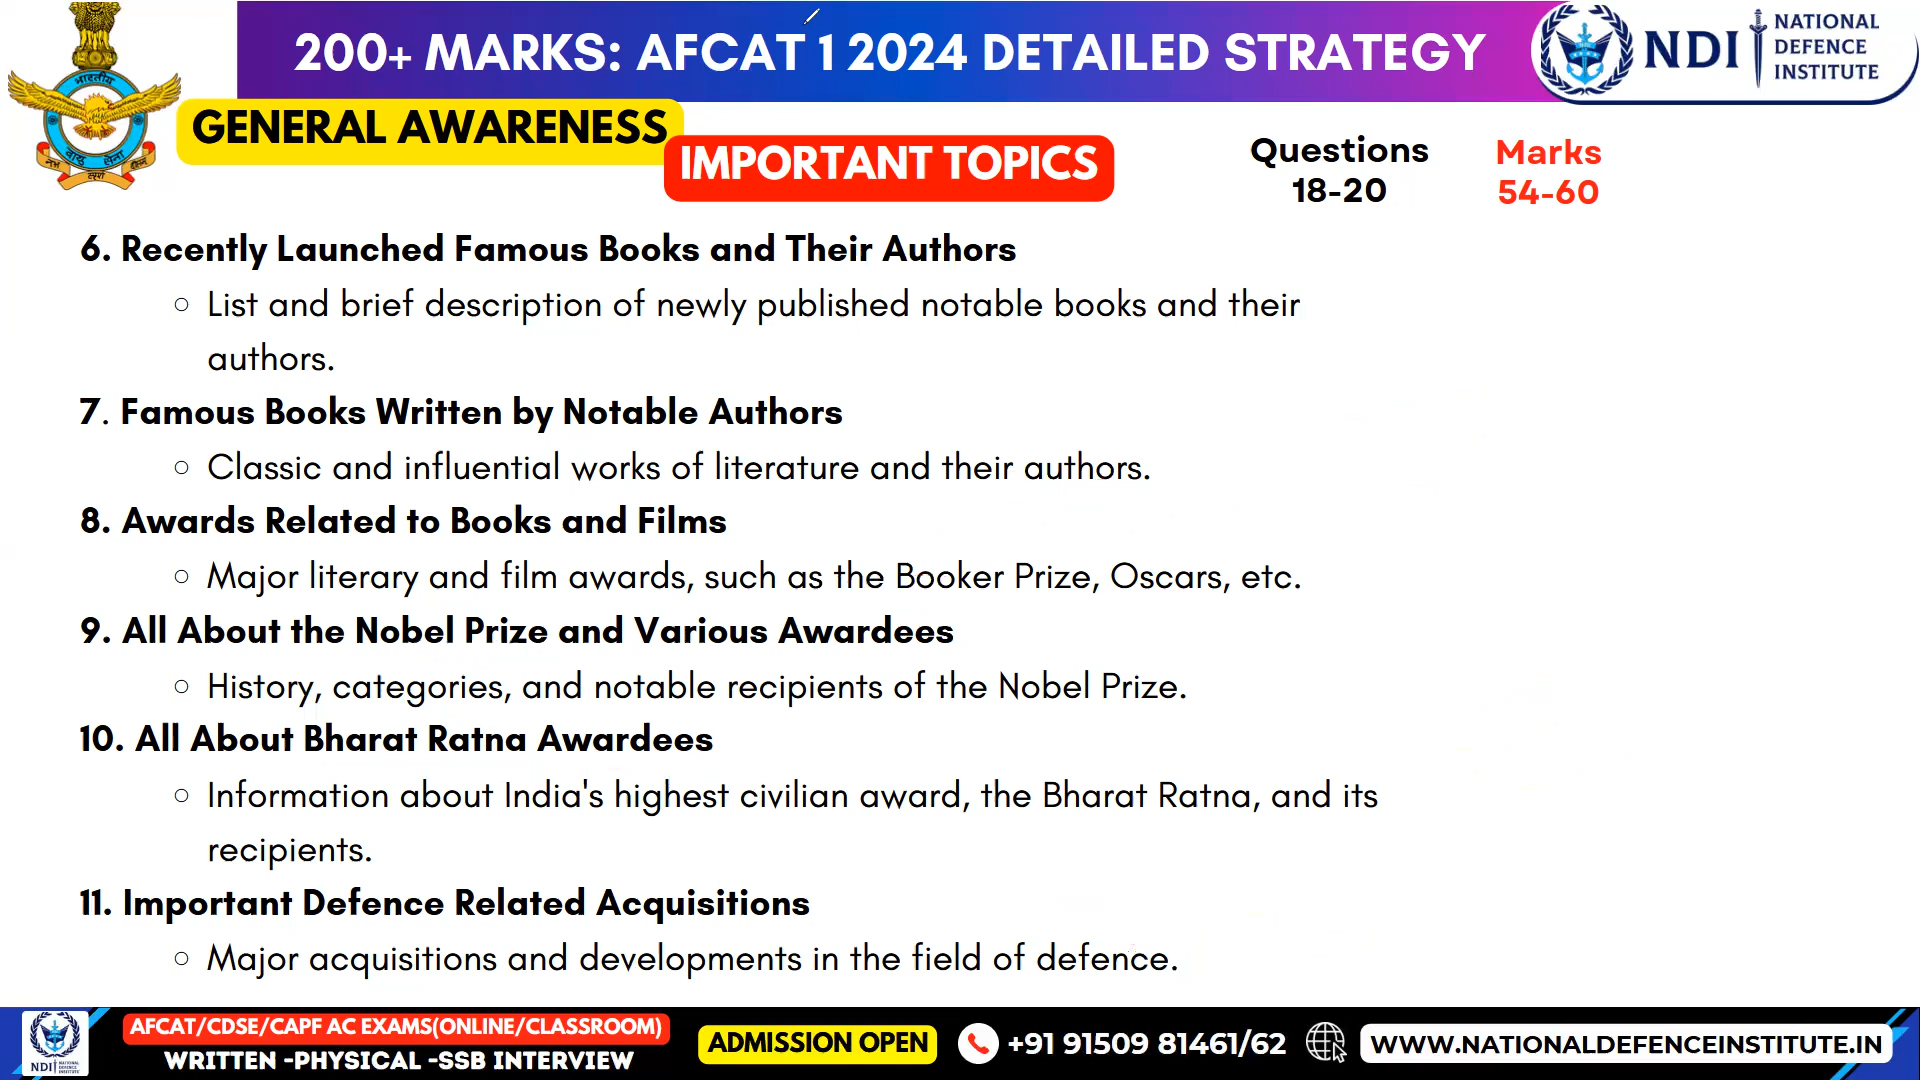 200+ MARKS: AFCAT 1 2024 DETAILED STRATEGY
NDI
NATIONAL
DEFENCE
INSTITUTE
भारतीय
वायु सेना
नभः स्पृशं दीप्तम्
GENERAL AWARENESS
IMPORTANT TOPICS
Questions
18-20
Marks
54-60
6. Recently Launched Famous Books and Their Authors
○ List and brief description of newly published notable books and their
authors.
7. Famous Books Written by Notable Authors
○ Classic and influential works of literature and their authors.
8. Awards Related to Books and Films
○ Major literary and film awards, such as the Booker Prize, Oscars, etc.
9. All About the Nobel Prize and Various Awardees
○ History, categories, and notable recipients of the Nobel Prize.
10. All About Bharat Ratna Awardees
○ Information about India's highest civilian award, the Bharat Ratna, and its
recipients.
11. Important Defence Related Acquisitions
○ Major acquisitions and developments in the field of defence.
NDI
NATIONAL
DEFENCE
INSTITUTE
AFCAT/CDSE/CAPF AC EXAMS(ONLINE/CLASSROOM)
WRITTEN -PHYSICAL -SSB INTERVIEW
ADMISSION OPEN
+91 91509 81461/62
WWW.NATIONALDEFENCEINSTITUTE.IN